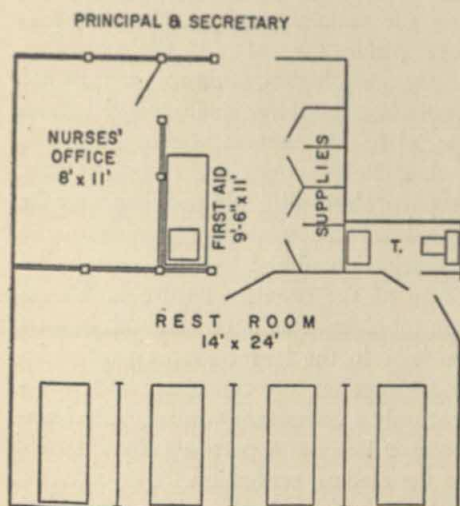 PRINCIPAL & SECRETARY
NURSES'
OFFICE
8' x 11'
FIRST AID
9'-6" x 11'
SUPPLIES
T.
REST ROOM
14' x 24'